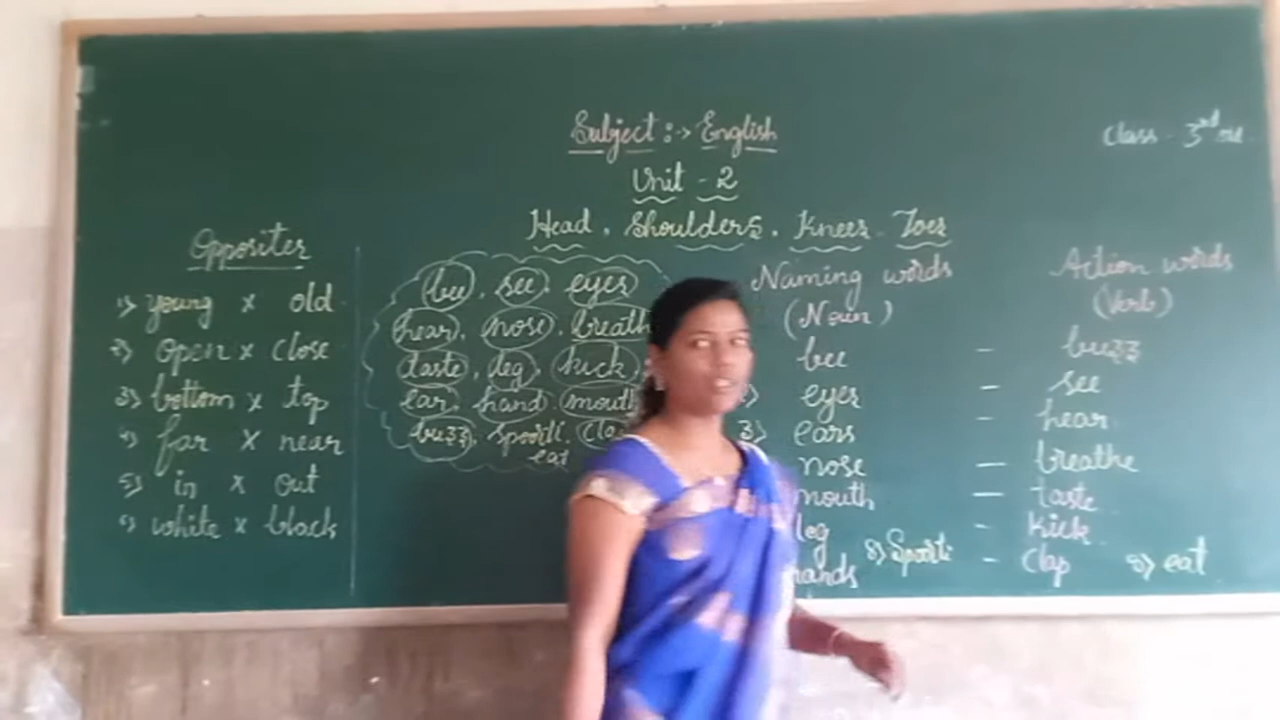 Subject :-> English
Class - 3rd
Unit - 2
Head, Shoulders, Knees Toes
Opposites
1) young x old
2) open x close
3) bottom x top
4) far x near
5) in x out
6) white x black
bee, see, eyes
hear, nose, breath
taste, leg, kick
ear, hand, mouth
buzz, Spoorti,
eat
Naming words
(Noun)
Action words
(Verb)
bee - buzz
eyes - see
3) ears - hear
nose - breathe
mouth - taste
leg - kick
hands - clap
8) Spoorti
8) eat